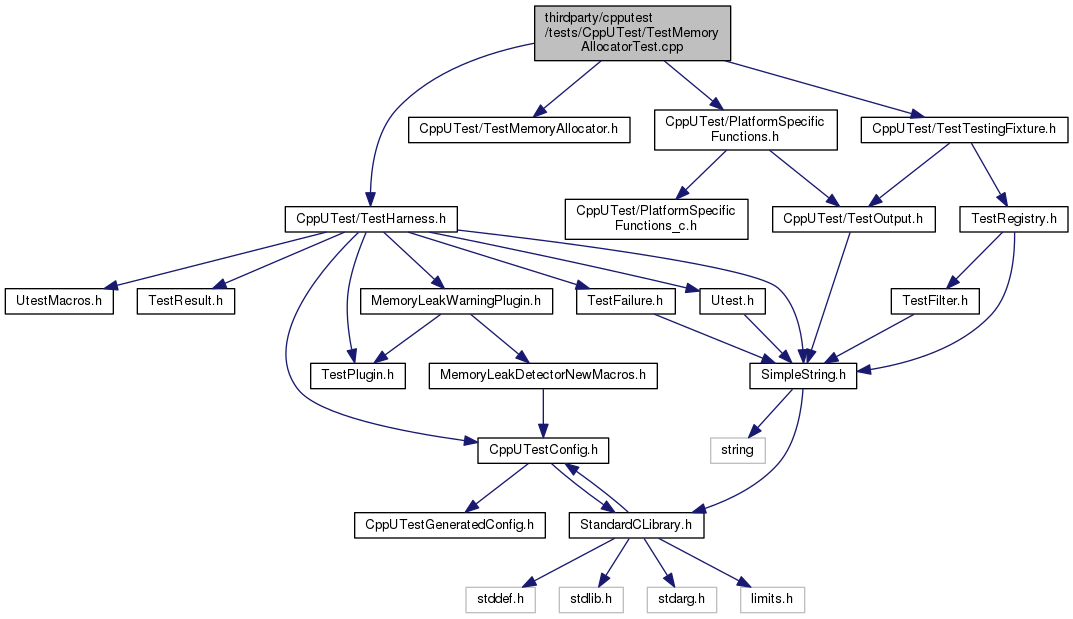 thirdparty/cpputest
/tests/CppUTest/TestMemory
AllocatorTest.cpp
CppUTest/TestMemoryAllocator.h
CppUTest/PlatformSpecific
Functions.h
CppUTest/TestTestingFixture.h
CppUTest/TestHarness.h
CppUTest/PlatformSpecific
Functions_c.h
CppUTest/TestOutput.h
TestRegistry.h
UtestMacros.h
TestResult.h
MemoryLeakWarningPlugin.h
TestFailure.h
Utest.h
TestFilter.h
TestPlugin.h
MemoryLeakDetectorNewMacros.h
SimpleString.h
CppUTestConfig.h
string
CppUTestGeneratedConfig.h
StandardCLibrary.h
stddef.h
stdlib.h
stdarg.h
limits.h